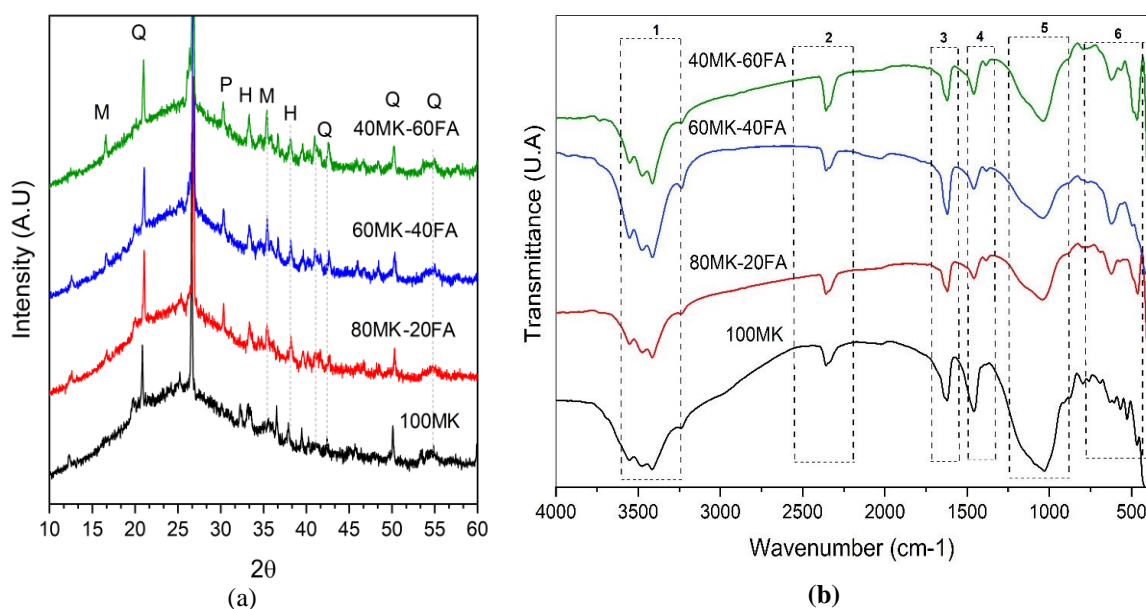 Intensity (A.U)
M
Q
P
H
M
H
Q
Q
Q
40MK-60FA
60MK-40FA
80MK-20FA
100MK
10 15 20 25 30 35 40 45 50 55 60
2θ
(a)
Transmittance (U.A)
1
2
3
4
5
6
40MK-60FA
60MK-40FA
80MK-20FA
100MK
4000 3500 3000 2500 2000 1500 1000 500
Wavenumber (cm-1)
(b)